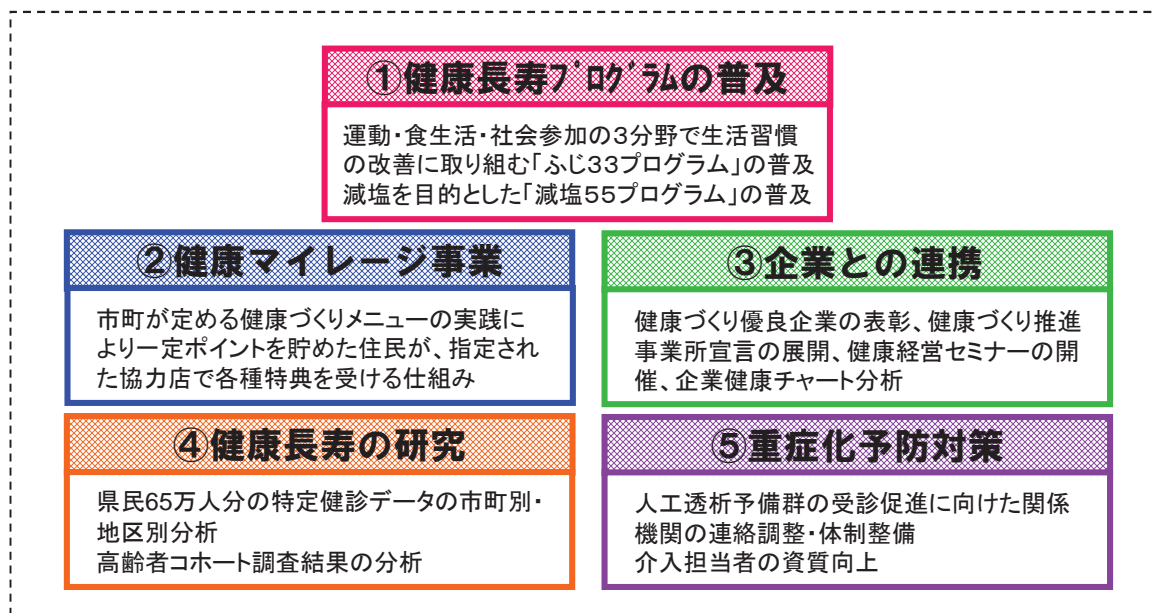 ①健康長寿ﾌﾟﾛｸﾞﾗﾑの普及
運動・食生活・社会参加の3分野で生活習慣
の改善に取り組む「ふじ33プログラム」の普及
減塩を目的とした「減塩55プログラム」の普及
②健康マイレージ事業
市町が定める健康づくりメニューの実践に
より一定ポイントを貯めた住民が、指定され
た協力店で各種特典を受ける仕組み
③企業との連携
健康づくり優良企業の表彰、健康づくり推進
事業所宣言の展開、健康経営セミナーの開
催、企業健康チャート分析
④健康長寿の研究
県民65万人分の特定健診データの市町別・
地区別分析
高齢者コホート調査結果の分析
⑤重症化予防対策
人工透析予備群の受診促進に向けた関係
機関の連絡調整・体制整備
介入担当者の資質向上